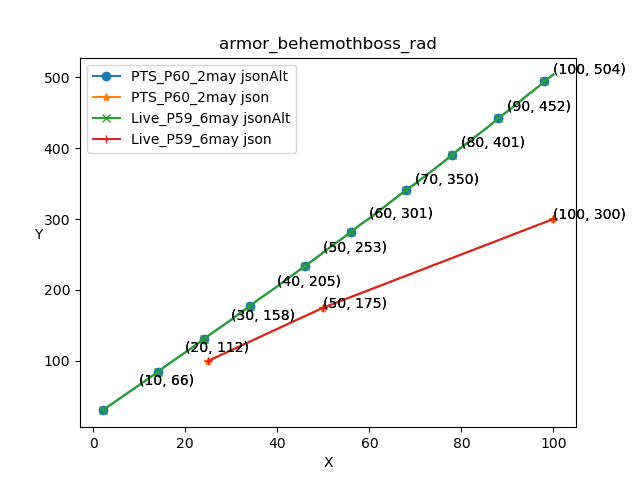 armor_behemothboss_rad
PTS_P60_2may jsonAlt
PTS_P60_2may json
Live_P59_6may jsonAlt
Live_P59_6may json
(100, 504)
(90, 452)
(80, 401)
(70, 350)
(60, 301)
(100, 300)
(50, 253)
(40, 205)
(50, 175)
(30, 158)
(20, 112)
(10, 66)
500
400
300
200
100
Y
0 20 40 60 80 100
X